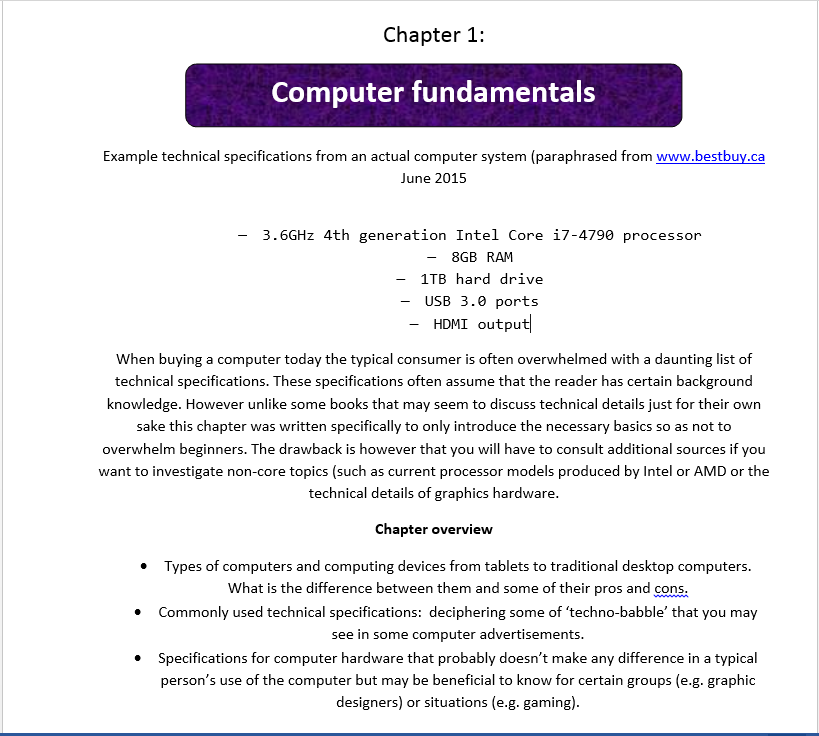 Chapter 1:
Computer fundamentals
Example technical specifications from an actual computer system (paraphrased from www.bestbuy.ca
June 2015
– 3.6GHz 4th generation Intel Core i7-4790 processor
– 8GB RAM
– 1TB hard drive
– USB 3.0 ports
– HDMI output
When buying a computer today the typical consumer is often overwhelmed with a daunting list of
technical specifications. These specifications often assume that the reader has certain background
knowledge. However unlike some books that may seem to discuss technical details just for their own
sake this chapter was written specifically to only introduce the necessary basics so as not to
overwhelm beginners. The drawback is however that you will have to consult additional sources if you
want to investigate non-core topics (such as current processor models produced by Intel or AMD or the
technical details of graphics hardware.
Chapter overview
• Types of computers and computing devices from tablets to traditional desktop computers.
What is the difference between them and some of their pros and cons.
• Commonly used technical specifications:  deciphering some of ‘techno-babble’ that you may
see in some computer advertisements.
• Specifications for computer hardware that probably doesn’t make any difference in a typical
person’s use of the computer but may be beneficial to know for certain groups (e.g. graphic
designers) or situations (e.g. gaming).